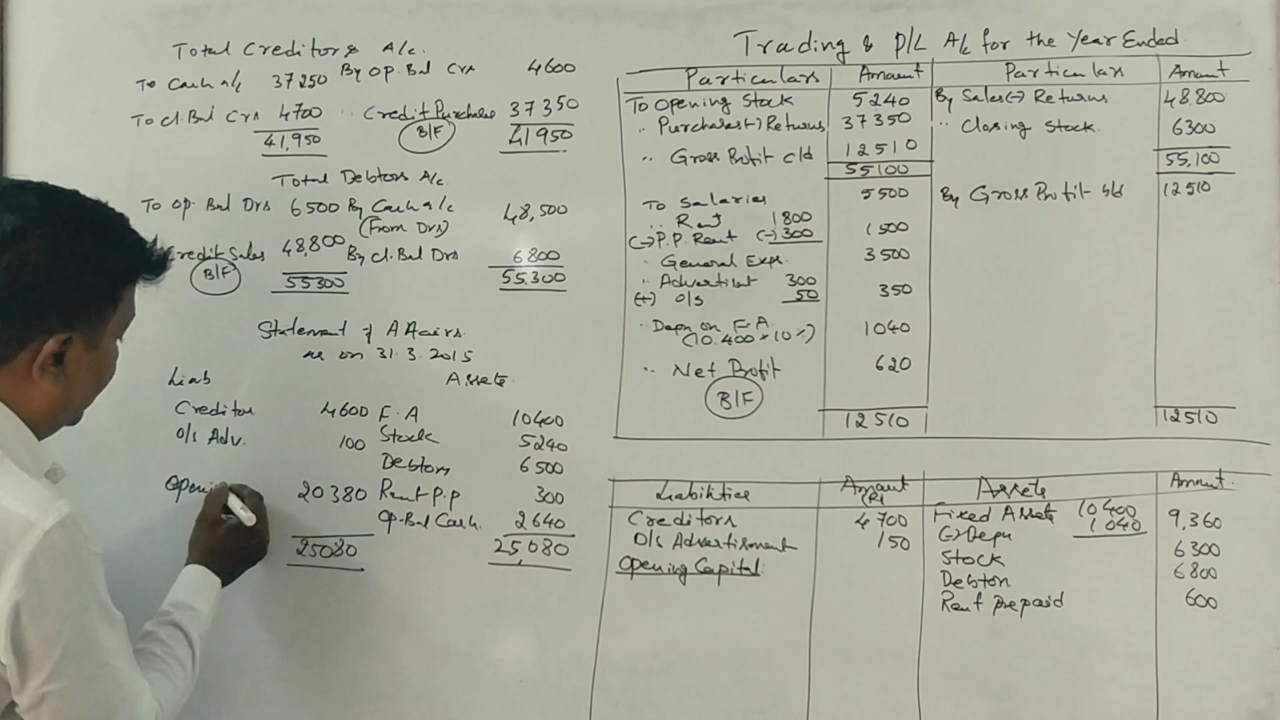 Total Creditors A/c.
To Cash a/c 37250 By Op. Bal Crs 4600
To Cl. Bal Crs 4700 " Credit Purchase 37350
41,950 B/F 41950
Total Debtors A/c.
To Op. Bal Drs 6500 By Cash a/c 48,500
(From Drs)
Credit Sales 48,800 By Cl. Bal Drs 6800
B/F 55300 55,300
Statement of Affairs
as on 31.3.2015
Liab Assets
Creditor 4600 F.A 10400
O/s Adv. 100 Stock 5240
Debtors 6500
Openi 20380 Rent P.P 300
Op-Bal Cash. 2640
25080 25,080
Trading & P/L A/c for the Year Ended
Particulars Amount Particulars Amount
To Opening Stock 5240 By Sales (-) Returns 48,800
" Purchases (-) Returns 37350 " Closing Stock 6300
" Gross Profit c/d 12510
55100 55,100
To Salaries 5500 By Gross Profit b/d 12510
" Rent 1800
(-) P.P. Rent (-) 300 1500
" General Exp. 3500
" Advertismt 300
(+) O/s 50 350
" Depn on F.A 1040
(10,400 x 10%)
" Net Profit 620
B/F
12510 12510
Liabilities Amount (Rs) Assets Amount.
Creditors 4700 Fixed Assets 10400
O/s Advertisment 150 (-) Depn 1040 9,360
Opening Capital: Stock 6300
Debtors 6800
Rent prepaid 600